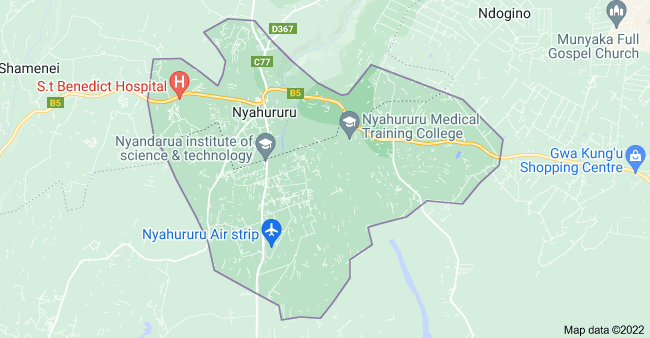 Ndogino
D367
Munyaka Full
Gospel Church
C77
Shamenei
S.t Benedict Hospital
H
B5
B5
Nyahururu
Nyahururu Medical
Training College
Nyandarua institute of
science & technology
Gwa Kung'u
Shopping Centre
Nyahururu Air strip
Map data ©2022